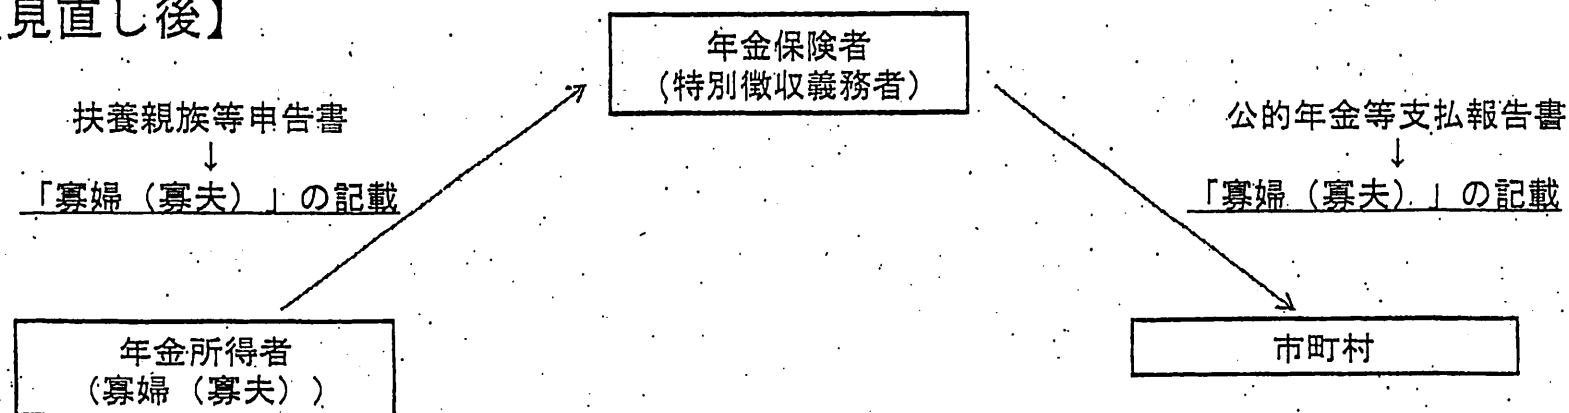 見直し後】
年金保険者
(特別徴収義務者)
扶養親族等申告書
↓
「寡婦(寡夫)」の記載
公的年金等支払報告書
↓
「寡婦(寡夫)」の記載
年金所得者
(寡婦(寡夫))
市町村